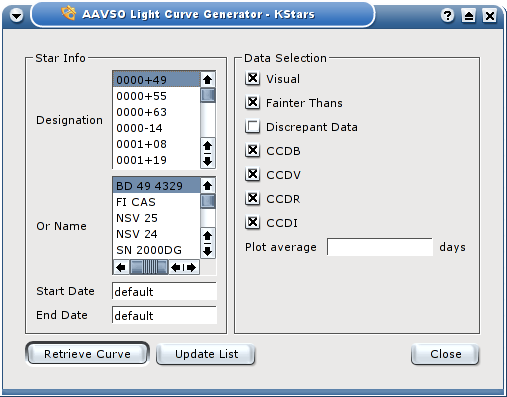 AAVSO Light Curve Generator - KStars
Star Info
Designation
0000+49
0000+55
0000+63
0000-14
0001+08
0001+19
Or Name
BD 49 4329
FI CAS
NSV 25
NSV 24
SN 2000DG
Start Date default
End Date default
Data Selection
Visual
Fainter Thans
Discrepant Data
CCDB
CCDV
CCDR
CCDI
Plot average days
Retrieve Curve Update List Close